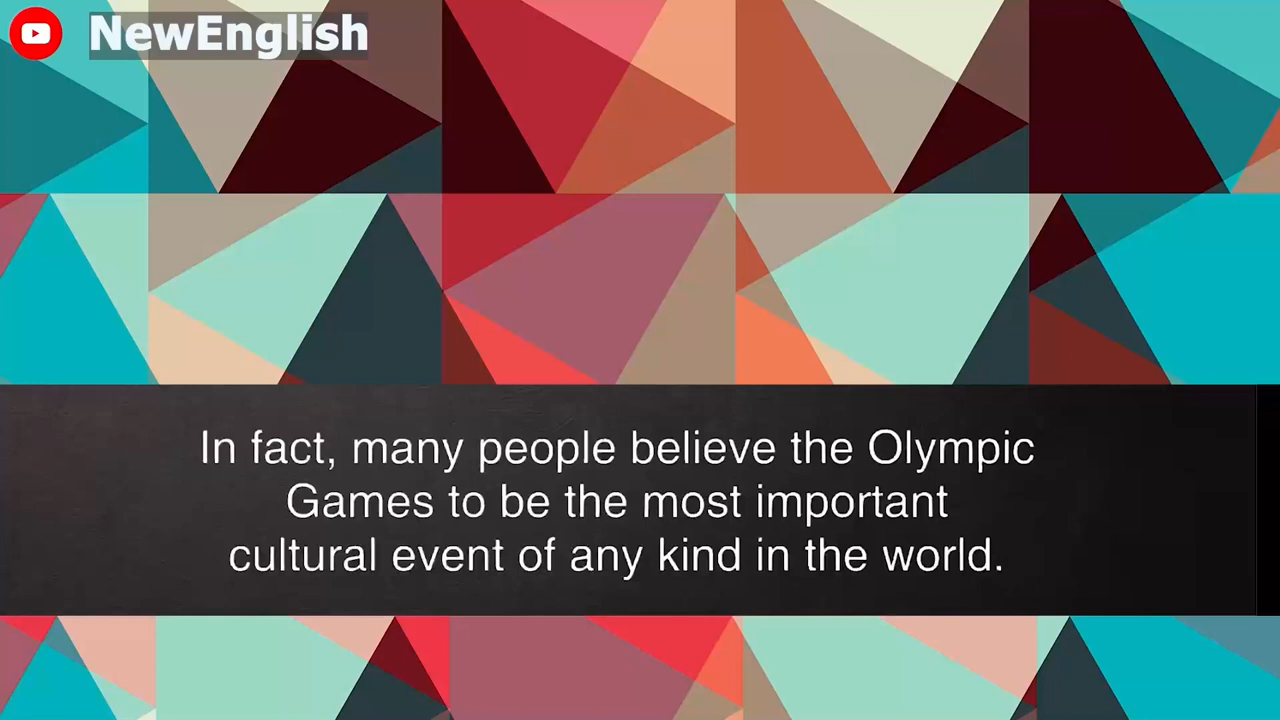 NewEnglish
In fact, many people believe the Olympic
Games to be the most important
cultural event of any kind in the world.